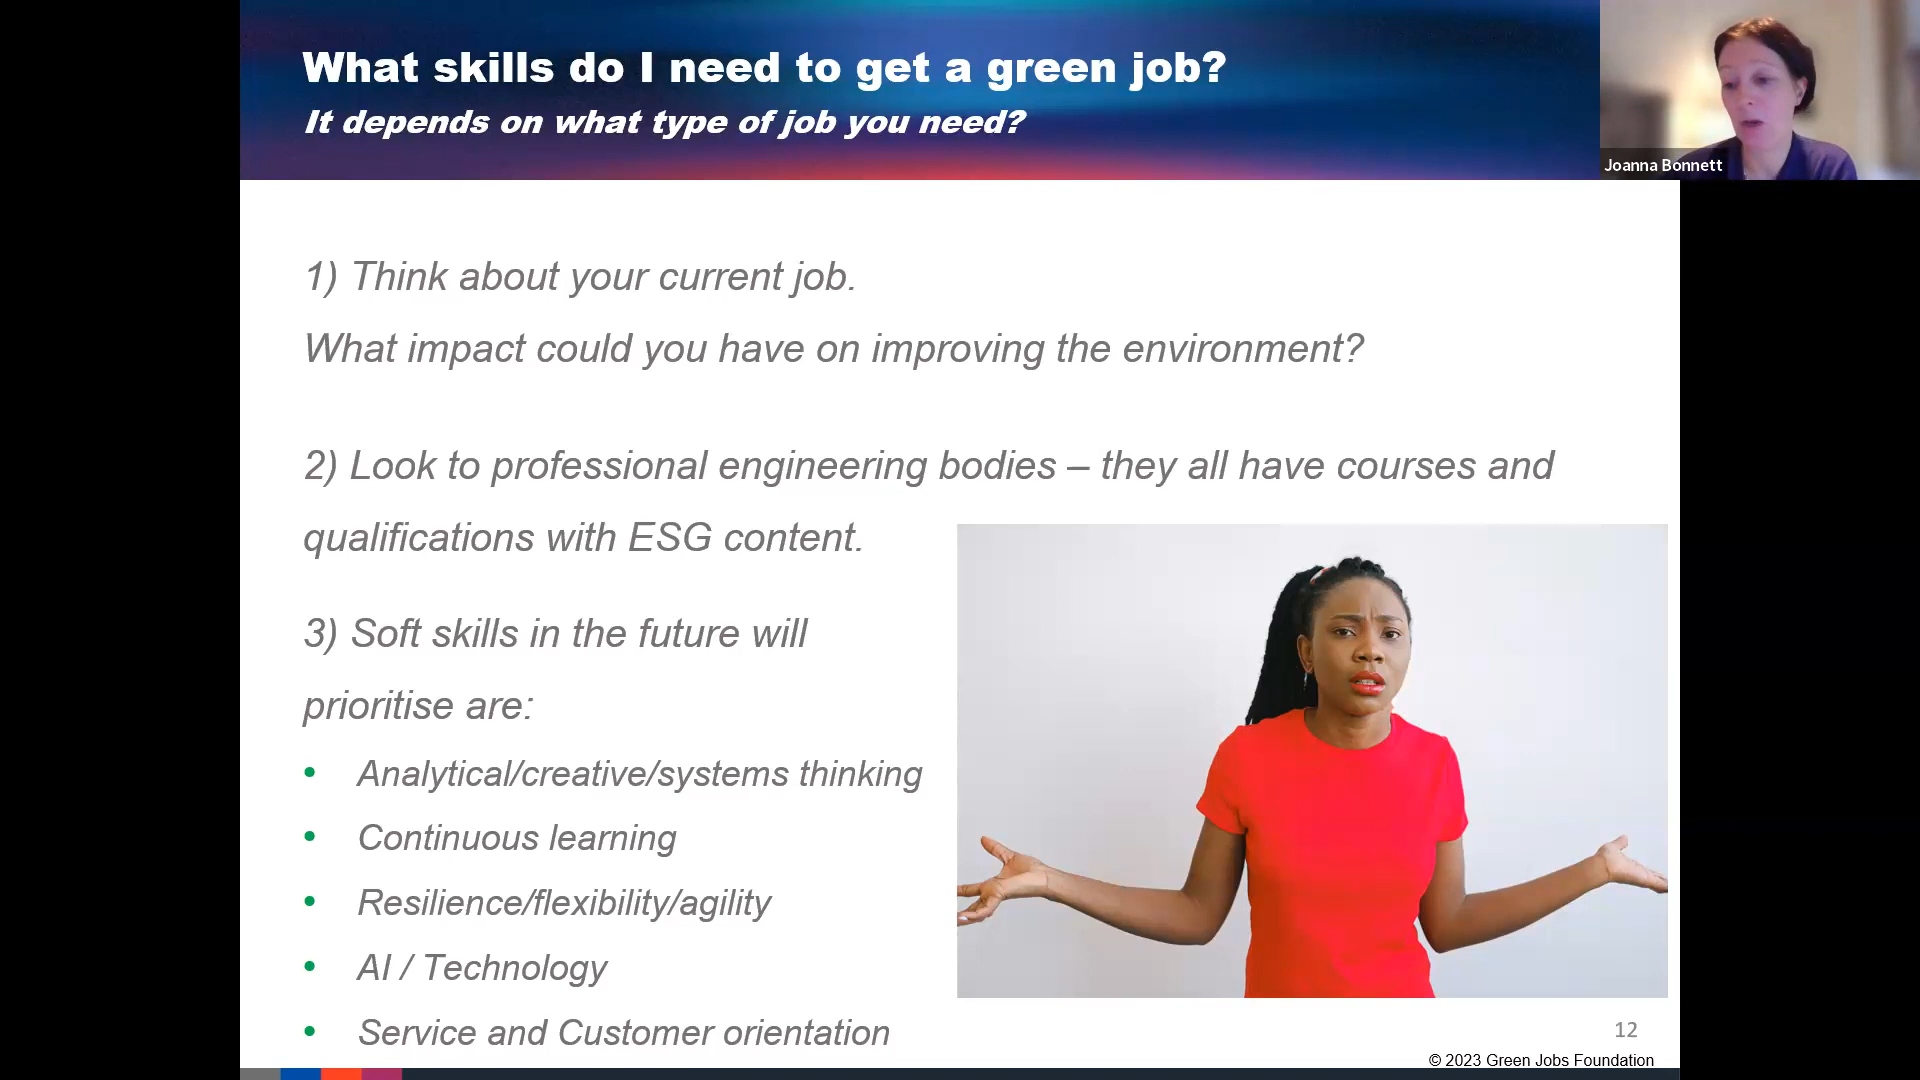 What skills do I need to get a green job?
It depends on what type of job you need?
Joanna Bonnett
1) Think about your current job.
What impact could you have on improving the environment?
2) Look to professional engineering bodies – they all have courses and
qualifications with ESG content.
3) Soft skills in the future will
prioritise are:
• Analytical/creative/systems thinking
• Continuous learning
• Resilience/flexibility/agility
• AI / Technology
• Service and Customer orientation
12
© 2023 Green Jobs Foundation